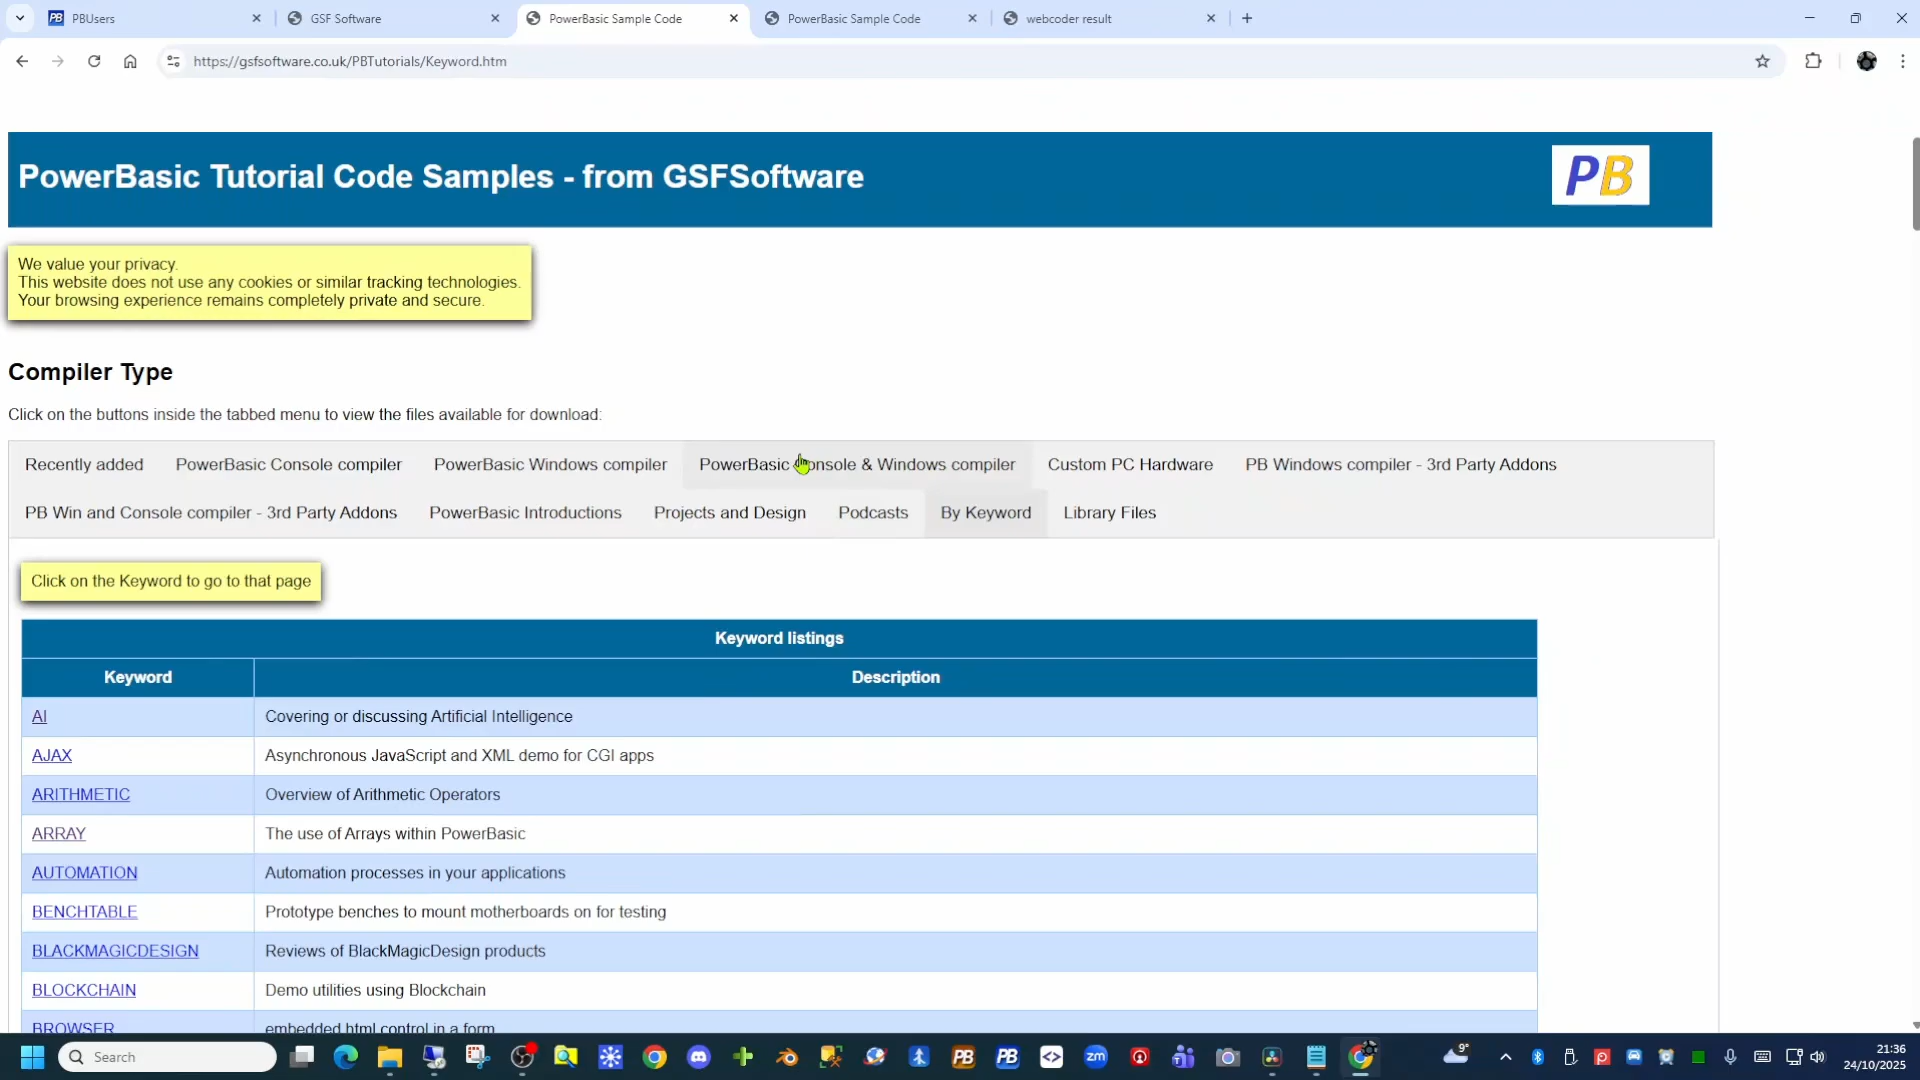 PBUsers
GSF Software
PowerBasic Sample Code
PowerBasic Sample Code
webcoder result
https://gsfsoftware.co.uk/PBTutorials/Keyword.htm
PowerBasic Tutorial Code Samples - from GSFSoftware
PB
We value your privacy.
This website does not use any cookies or similar tracking technologies.
Your browsing experience remains completely private and secure.
Compiler Type
Click on the buttons inside the tabbed menu to view the files available for download:
Recently added PowerBasic Console compiler PowerBasic Windows compiler PowerBasic Console & Windows compiler Custom PC Hardware PB Windows compiler - 3rd Party Addons
PB Win and Console compiler - 3rd Party Addons PowerBasic Introductions Projects and Design Podcasts By Keyword Library Files
Click on the Keyword to go to that page
Keyword listings
Keyword Description
AI Covering or discussing Artificial Intelligence
AJAX Asynchronous JavaScript and XML demo for CGI apps
ARITHMETIC Overview of Arithmetic Operators
ARRAY The use of Arrays within PowerBasic
AUTOMATION Automation processes in your applications
BENCHTABLE Prototype benches to mount motherboards on for testing
BLACKMAGICDESIGN Reviews of BlackMagicDesign products
BLOCKCHAIN Demo utilities using Blockchain
BROWSER embedded html control in a form
Search
9°
21:36
24/10/2025